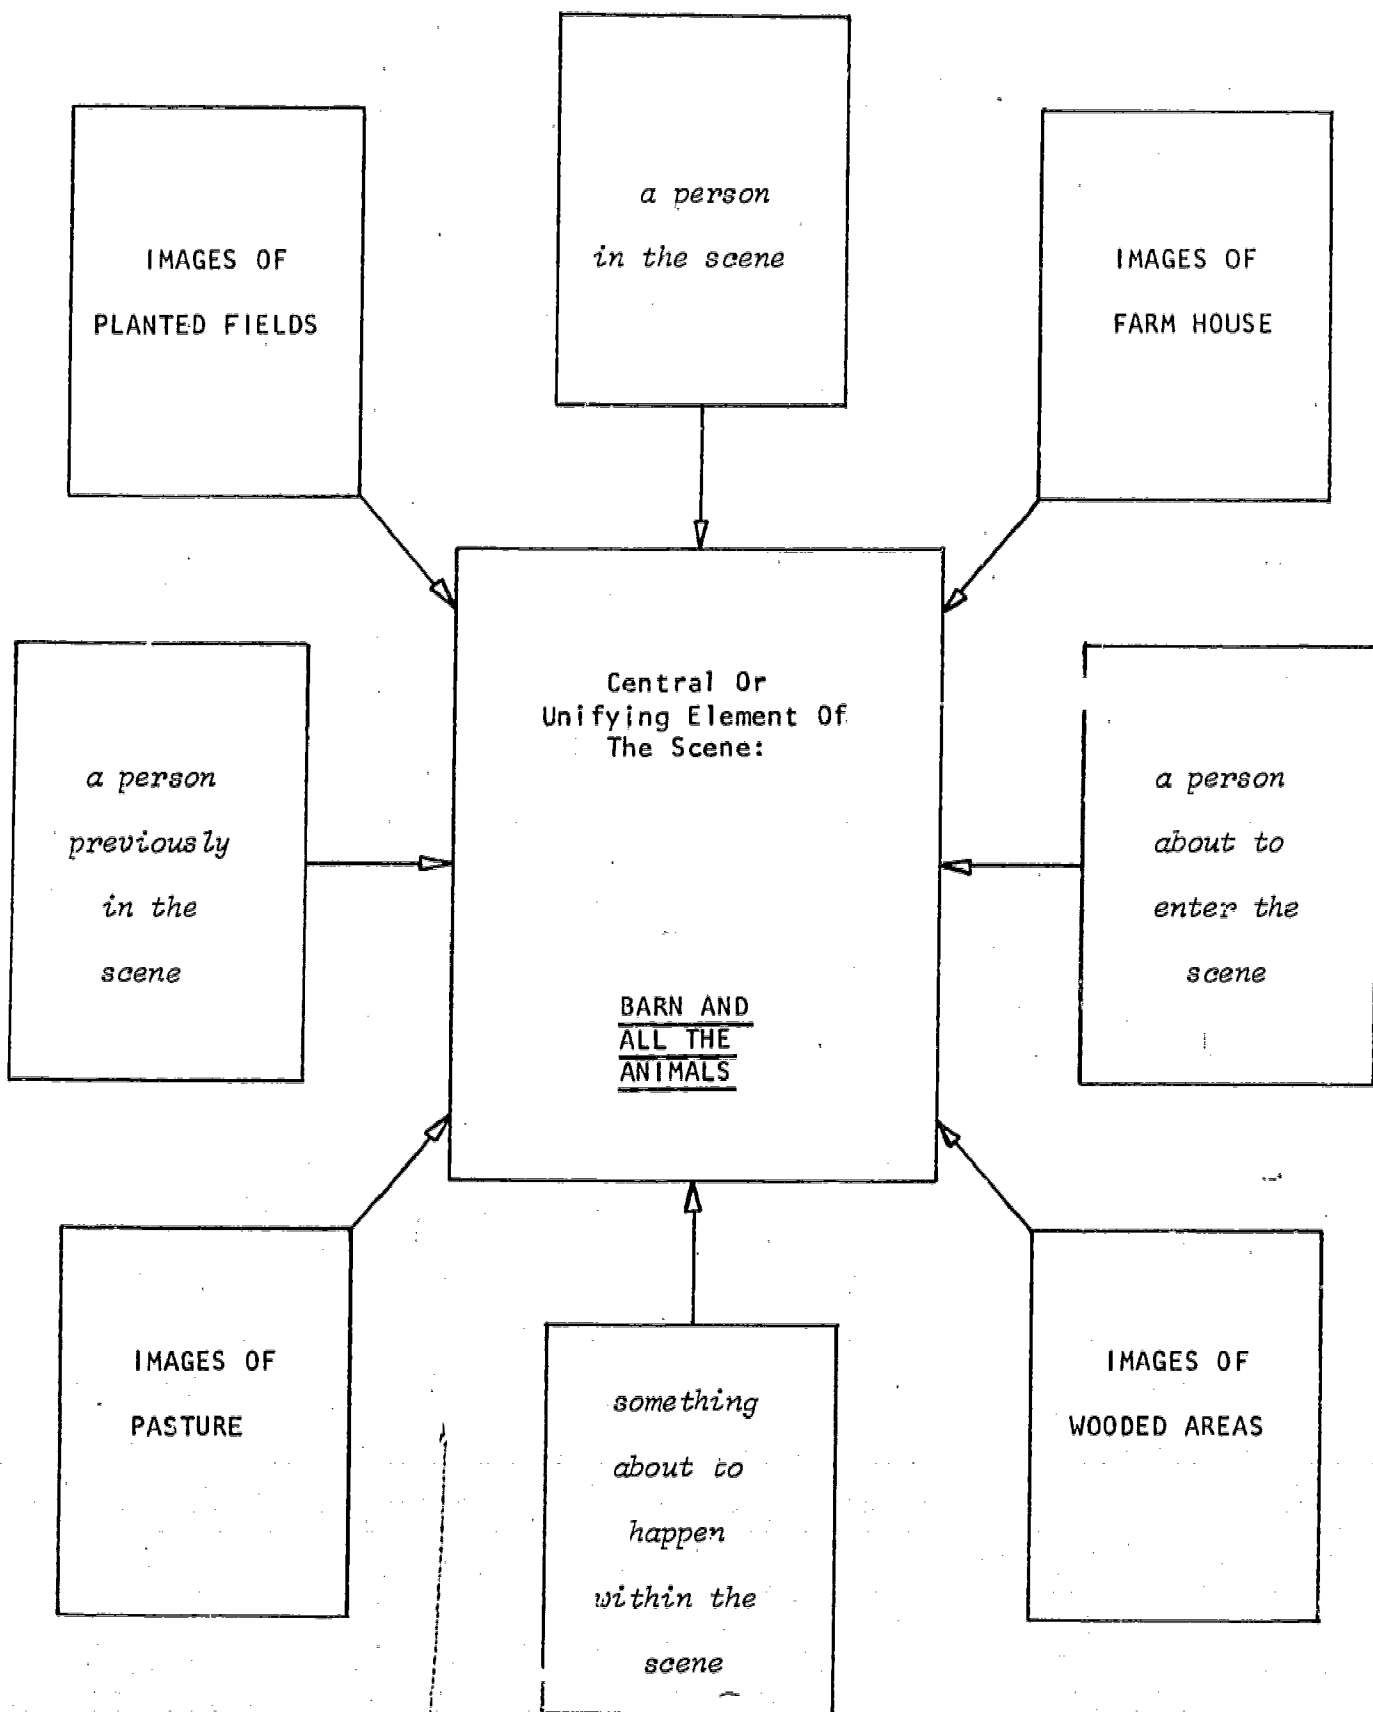 a person
in the scene
IMAGES OF
PLANTED FIELDS
IMAGES OF
FARM HOUSE
Central Or
Unifying Element Of
The Scene:
BARN AND
ALL THE
ANIMALS
a person
previously
in the
scene
a person
about to
enter the
scene
IMAGES OF
PASTURE
something
about to
happen
within the
scene
IMAGES OF
WOODED AREAS